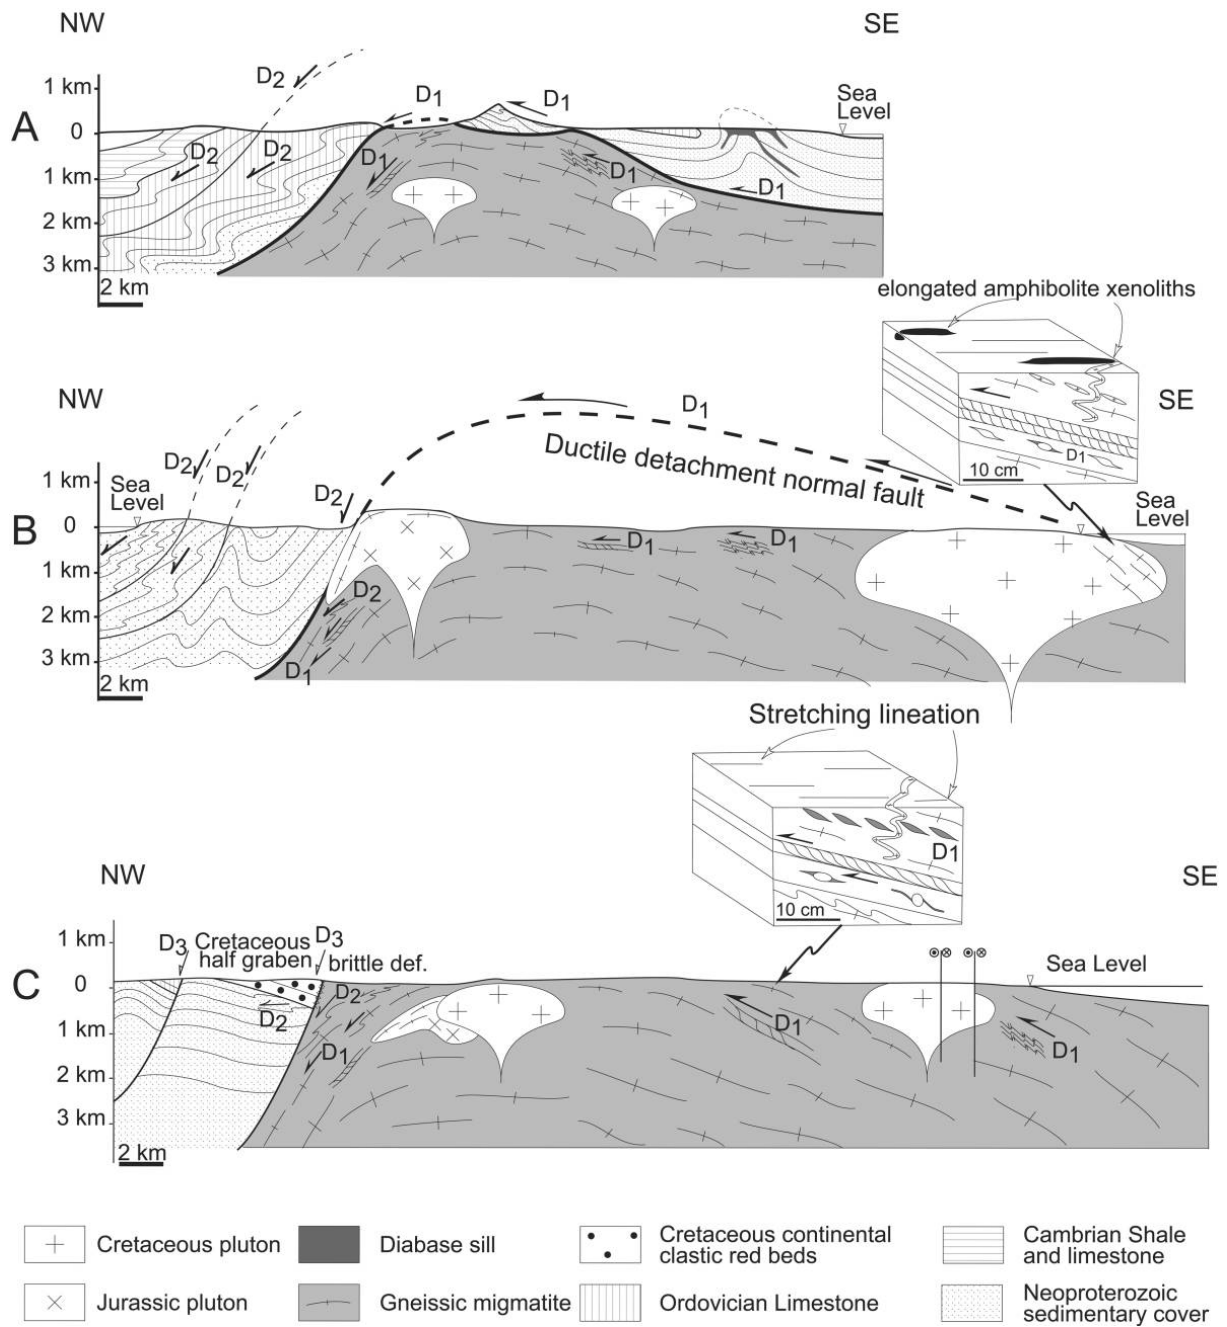 NW
SE
A
1 km
0
1 km
2 km
3 km
2 km
D2
D2
D2
D1
D1
D1
D1
D1
Sea
Level
elongated amphibolite xenoliths
10 cm
D1
NW
SE
B
1 km
0
1 km
2 km
3 km
2 km
Sea
Level
D2
D2
D2
D1
Ductile detachment normal fault
D1
D1
D2
D1
Sea
Level
Stretching lineation
D1
10 cm
NW
SE
C
1 km
0
1 km
2 km
3 km
2 km
D3
Cretaceous
half graben
D3
brittle def.
D2
D2
D1
D1
D1
Sea Level
Cretaceous pluton
Diabase sill
Cretaceous continental
clastic red beds
Cambrian Shale
and limestone
Jurassic pluton
Gneissic migmatite
Ordovician Limestone
Neoproterozoic
sedimentary cover